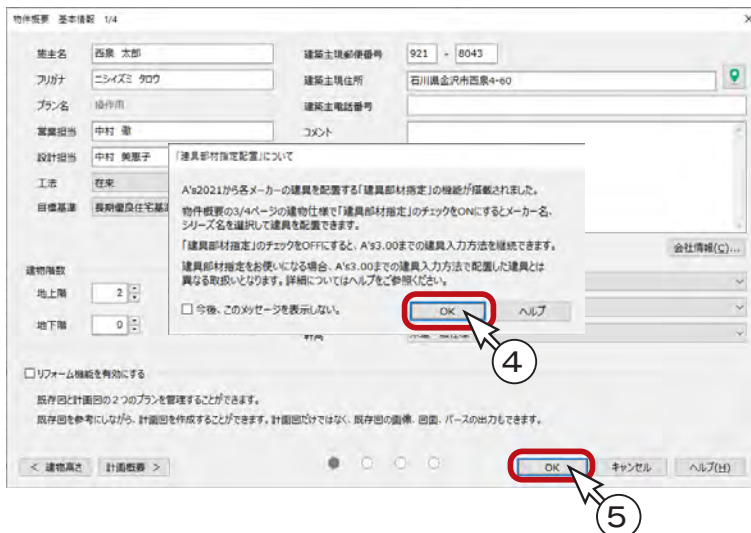 物件概要 基本情報 1/4
施主名 西泉 太郎
フリガナ ニシイズミ タロウ
プラン名 操作用
営業担当 中村 徹
設計担当 中村 美恵子
工法 在来
目標基準 長期優良住宅基
建築主現郵便番号 921 - 8043
建築主現住所 石川県金沢市西泉4-60
建築主電話番号
コメント
会社情報(C)...
「建具部材指定配置」について
A's2021から各メーカーの建具を配置する「建具部材指定」の機能が搭載されました。
物件概要の3/4ページの建物仕様で「建具部材指定」のチェックをONにするとメーカー名、
シリーズ名を選択して建具を配置できます。
「建具部材指定」のチェックをOFFにすると、A's3.00までの建具入力方法を継続できます。
建具部材指定をお使いになる場合、A's3.00までの建具入力方法で配置した建具とは
異なる取扱いとなります。詳細についてはヘルプをご参照ください。
今後、このメッセージを表示しない。
OK ヘルプ
④
建物階数
地上階 2
地下階 0
リフォーム機能を有効にする
既存図と計画図の2つのプランを管理することができます。
既存図を参考にしながら、計画図を作成することができます。計画図だけではなく、既存図の画像、図面、パースの出力もできます。
< 建物高さ 計画概要 >
OK キャンセル ヘルプ(H)
⑤